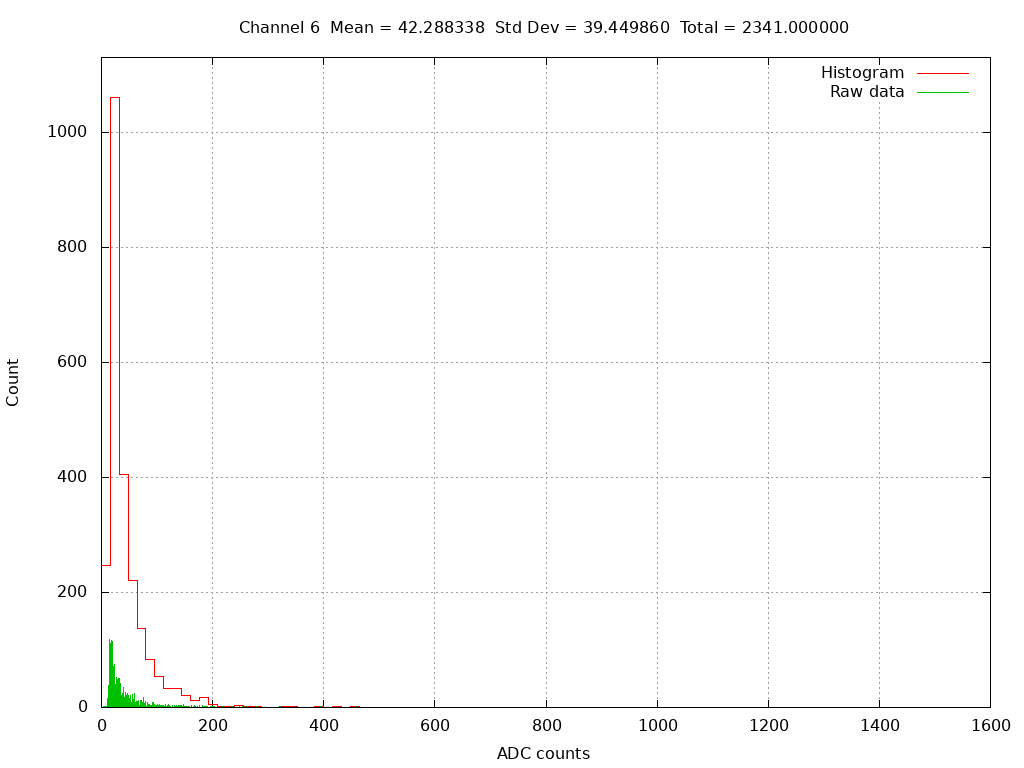 Channel 6  Mean = 42.288338  Std Dev = 39.449860  Total = 2341.000000
Histogram
Raw data
1000
800
600
400
200
0
Count
0 200 400 600 800 1000 1200 1400 1600
ADC counts